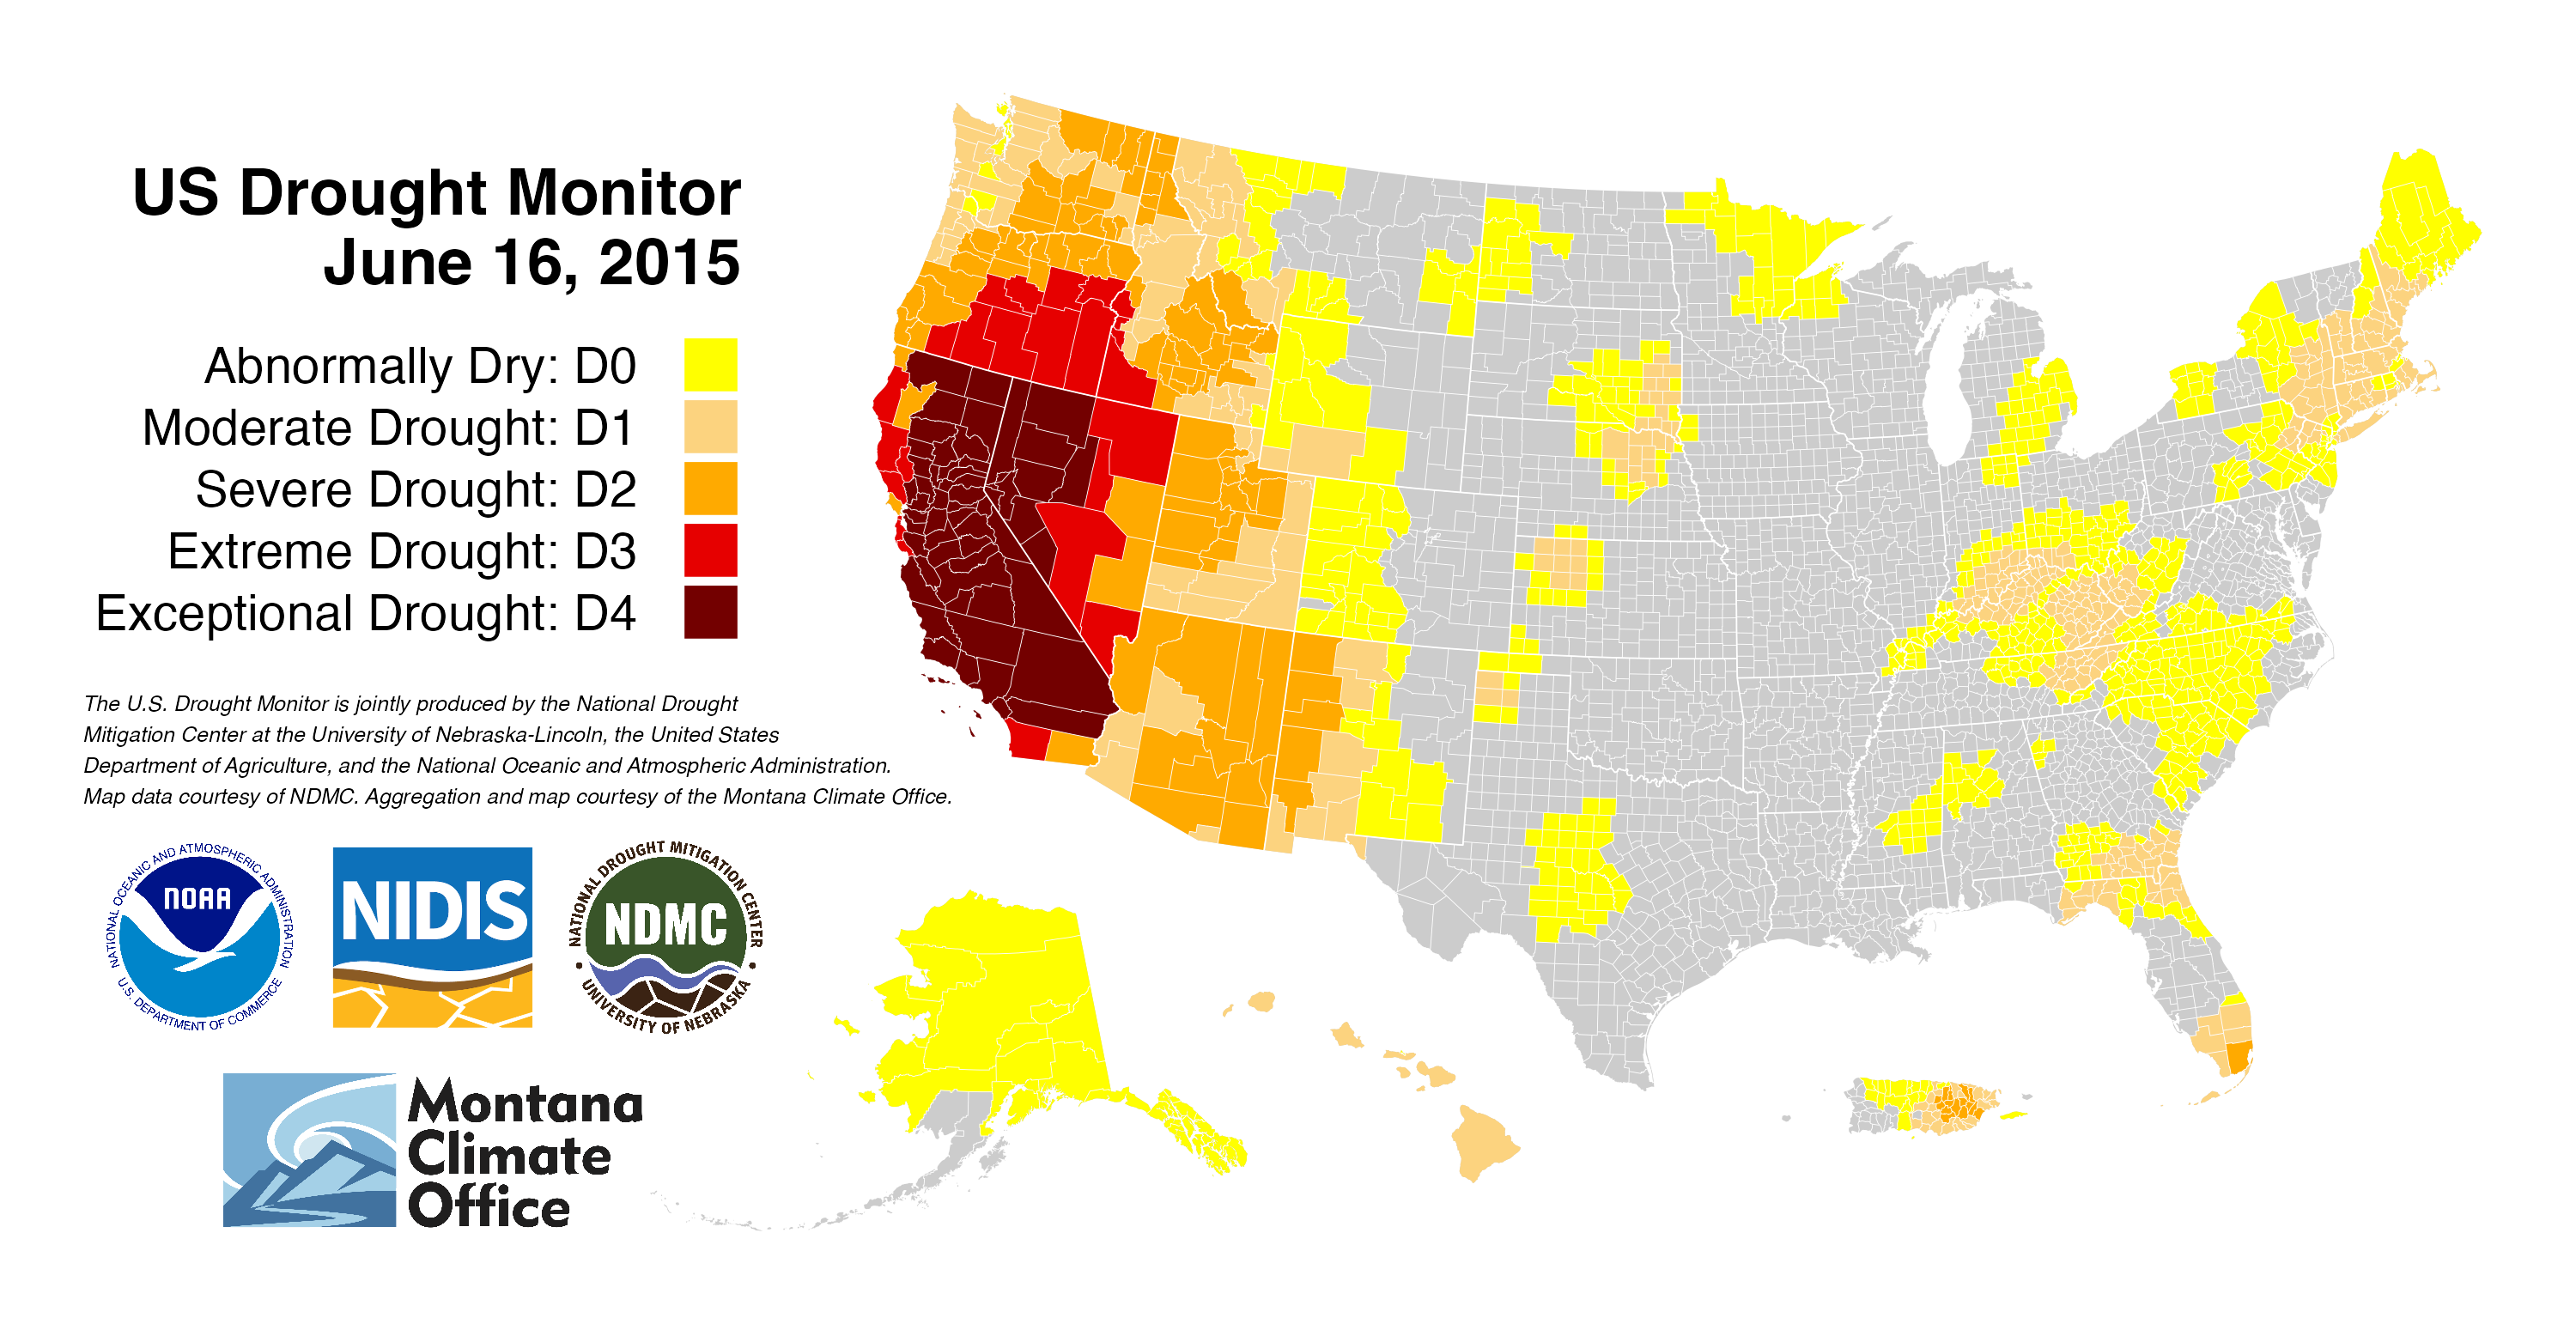 US Drought Monitor
June 16, 2015
Abnormally Dry: D0
Moderate Drought: D1
Severe Drought: D2
Extreme Drought: D3
Exceptional Drought: D4
The U.S. Drought Monitor is jointly produced by the National Drought
Mitigation Center at the University of Nebraska-Lincoln, the United States
Department of Agriculture, and the National Oceanic and Atmospheric Administration.
Map data courtesy of NDMC. Aggregation and map courtesy of the Montana Climate Office.
NATIONAL OCEANIC AND ATMOSPHERIC ADMINISTRATION
NOAA
U.S. DEPARTMENT OF COMMERCE
NIDIS
NATIONAL DROUGHT MITIGATION CENTER
NDMC
UNIVERSITY OF NEBRASKA
Montana
Climate
Office